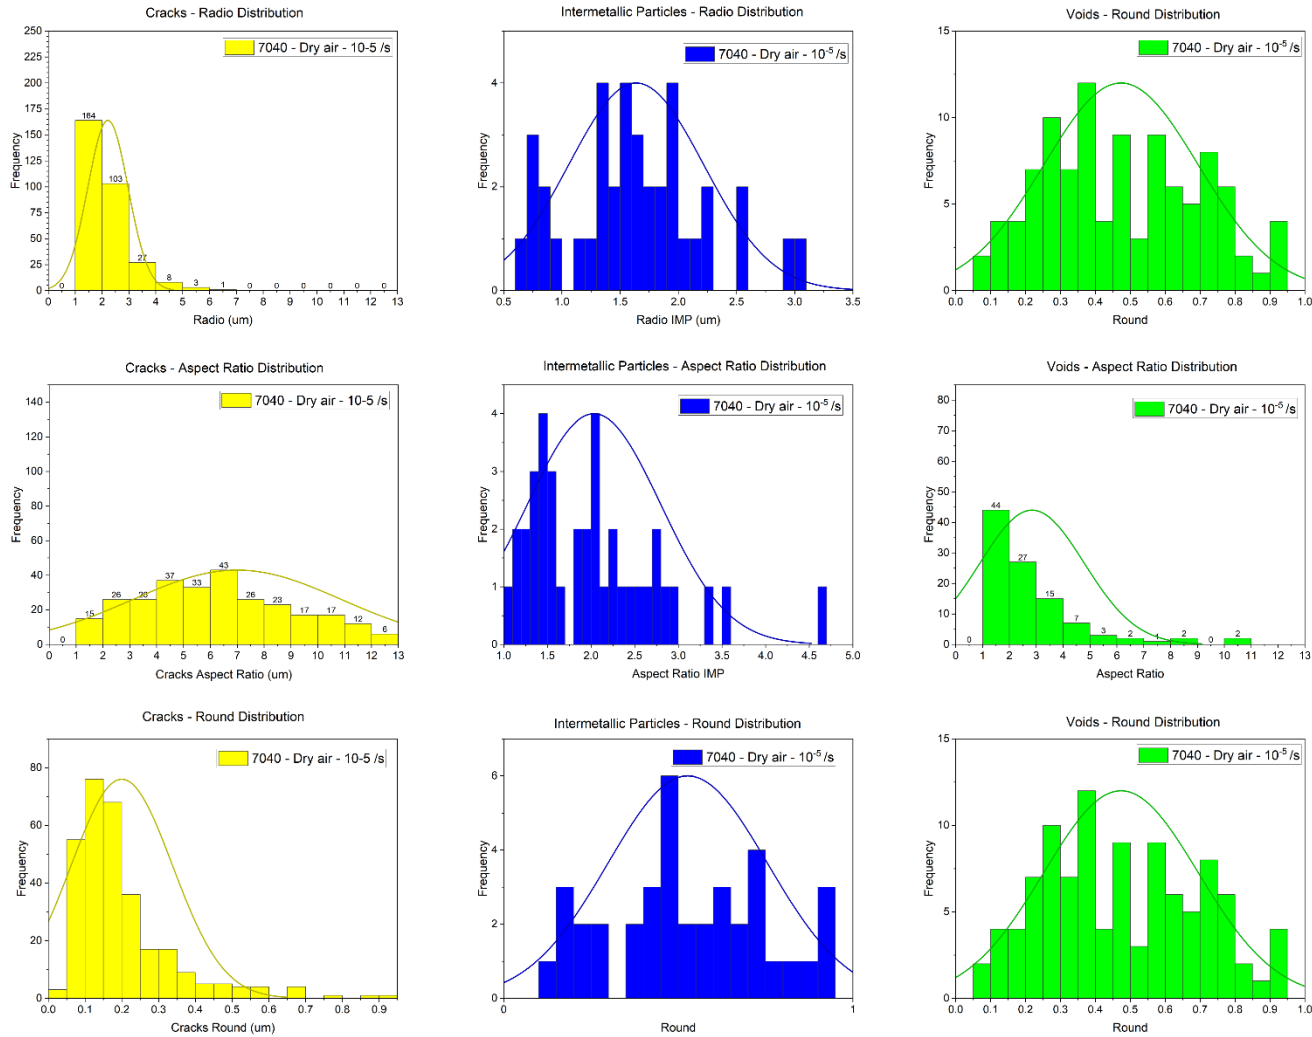 Cracks - Radio Distribution
250
225
200
175
150
125
100
75
50
25
0
Frequency
7040 - Dry air - 10-5 /s
184
103
27
8
3
1
0 0 0 0 0 0 0
0 1 2 3 4 5 6 7 8 9 10 11 12 13
Radio (um)
Intermetallic Particles - Radio Distribution
4
2
0
Frequency
7040 - Dry air - 10-5 /s
0.5 1.0 1.5 2.0 2.5 3.0 3.5
Radio IMP (um)
Voids - Round Distribution
15
10
5
0
Frequency
7040 - Dry air - 10-5 /s
0.0 0.1 0.2 0.3 0.4 0.5 0.6 0.7 0.8 0.9 1.0
Round
Cracks - Aspect Ratio Distribution
140
120
100
80
60
40
20
0
Frequency
7040 - Dry air - 10-5 /s
0 15 26 26 37 33 43 26 23 17 17 12 6
0 1 2 3 4 5 6 7 8 9 10 11 12 13
Cracks Aspect Ratio (um)
Intermetallic Particles - Aspect Ratio Distribution
4
3
2
1
0
Frequency
7040 - Dry air - 10-5 /s
1.0 1.5 2.0 2.5 3.0 3.5 4.0 4.5 5.0
Aspect Ratio IMP
Voids - Aspect Ratio Distribution
80
70
60
50
40
30
20
10
0
Frequency
7040 - Dry air - 10-5 /s
0 44 27 15 7 3 2 1 2 0 2
0 1 2 3 4 5 6 7 8 9 10 11 12 13
Aspect Ratio
Cracks - Round Distribution
80
60
40
20
0
Frequency
7040 - Dry air - 10-5 /s
0.0 0.1 0.2 0.3 0.4 0.5 0.6 0.7 0.8 0.9
Cracks Round (um)
Intermetallic Particles - Round Distribution
6
4
2
0
Frequency
7040 - Dry air - 10-5 /s
0 1
Round
Voids - Round Distribution
15
10
5
0
Frequency
7040 - Dry air - 10-5 /s
0.0 0.1 0.2 0.3 0.4 0.5 0.6 0.7 0.8 0.9 1.0
Round